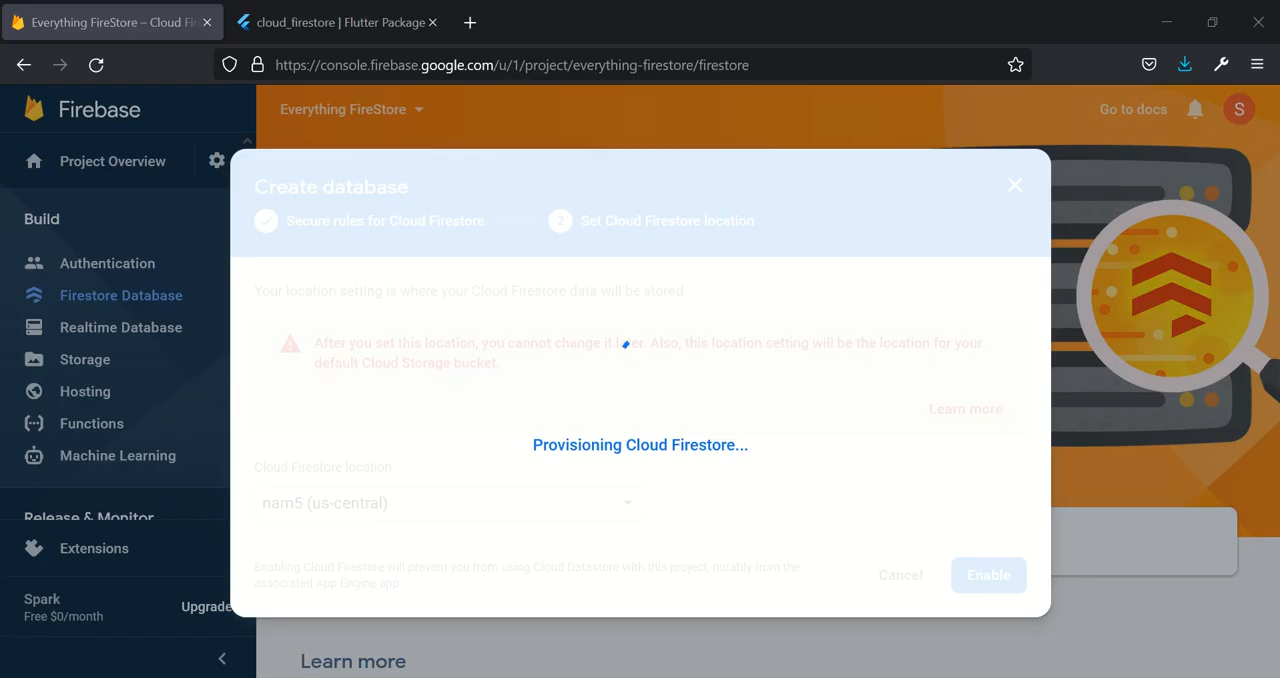 Everything FireStore – Cloud Fi
cloud_firestore | Flutter Package
https://console.firebase.google.com/u/1/project/everything-firestore/firestore
Firebase
Everything FireStore
Go to docs
S
Project Overview
Create database
Secure rules for Cloud Firestore
2
Set Cloud Firestore location
Build
Authentication
Firestore Database
Realtime Database
Storage
Hosting
Functions
Machine Learning
Release & Monitor
Extensions
Spark
Free $0/month
Upgrade
Your location setting is where your Cloud Firestore data will be stored.
After you set this location, you cannot change it later. Also, this location setting will be the location for your
default Cloud Storage bucket.
Learn more
Provisioning Cloud Firestore...
Cloud Firestore location
nam5 (us-central)
Enabling Cloud Firestore will prevent you from using Cloud Datastore with this project, notably from the
associated App Engine app
Cancel
Enable
Learn more